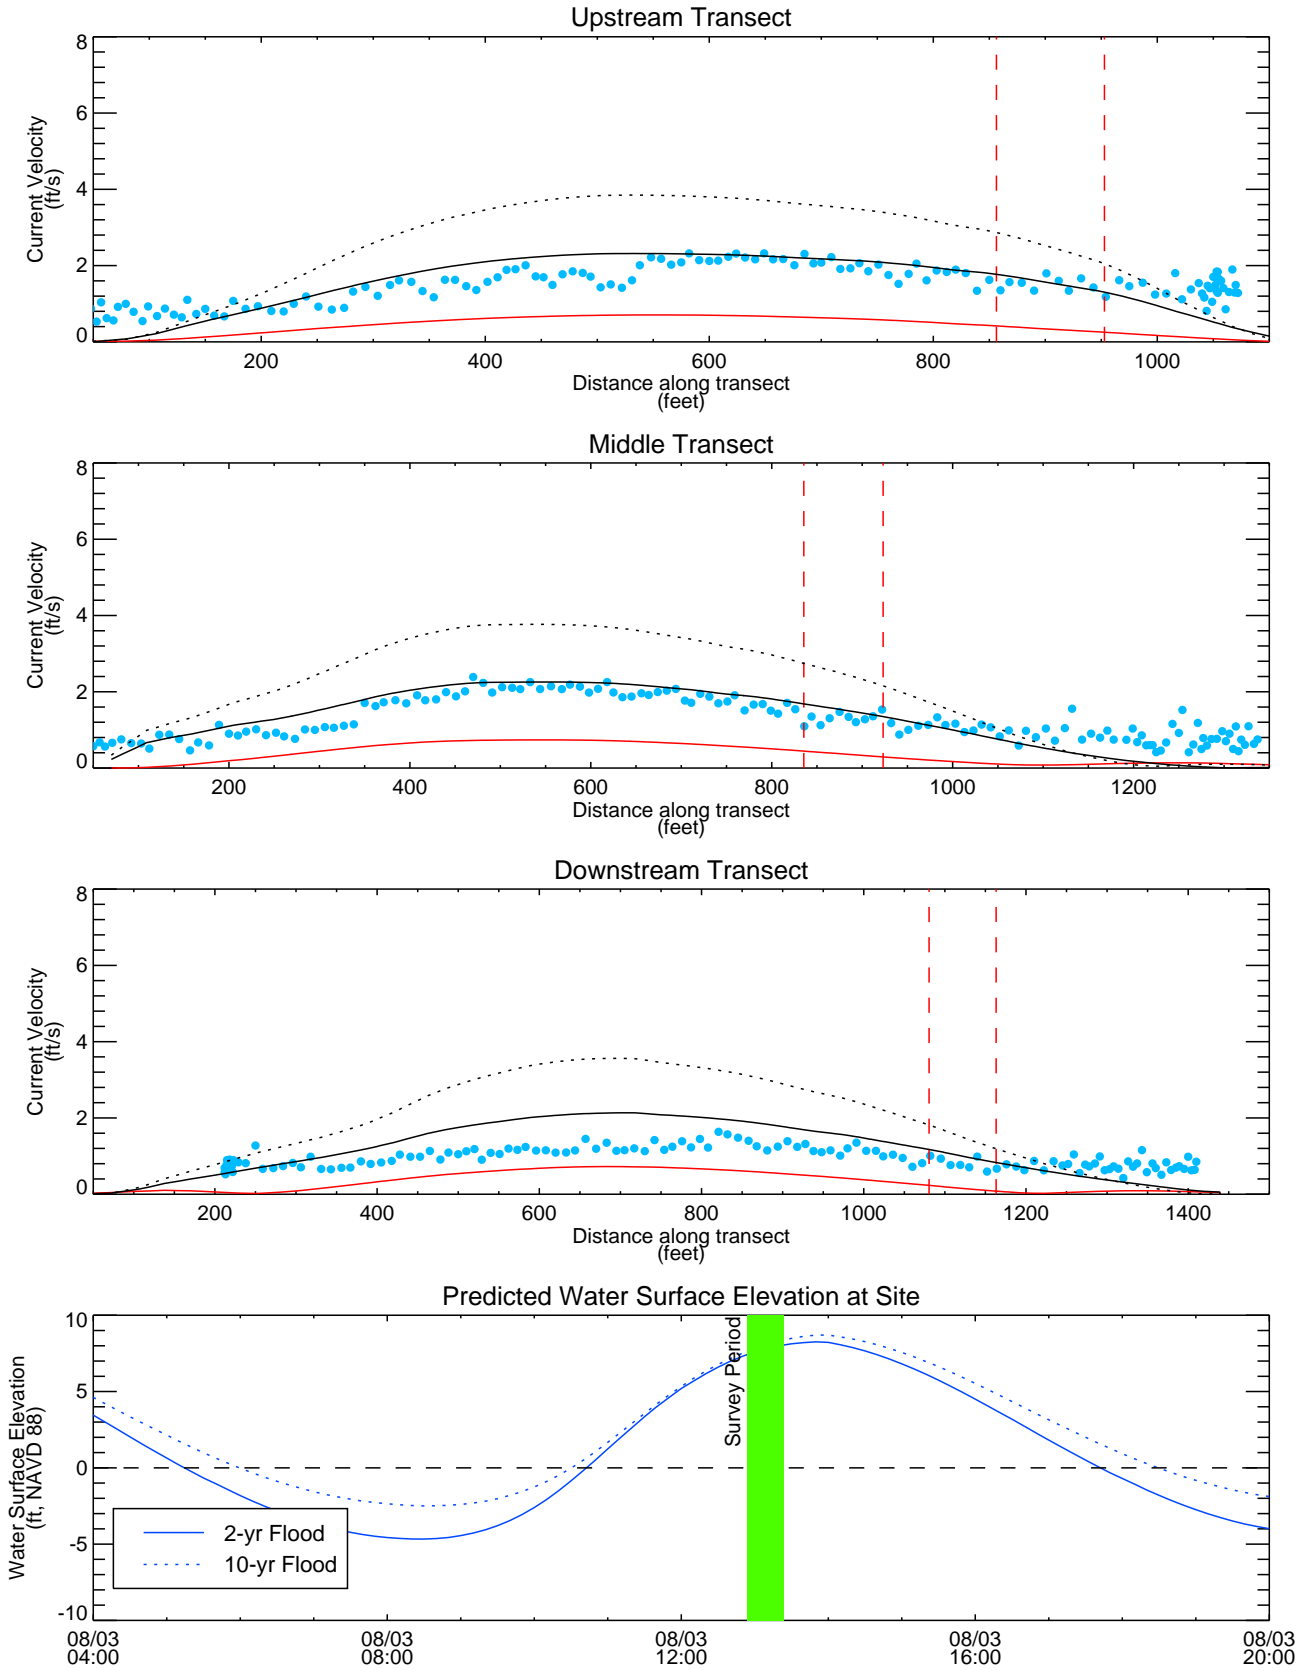 Upstream Transect
8
6
4
2
0
Current Velocity
(ft/s)
200 400 600 800 1000
Distance along transect
(feet)
Middle Transect
8
6
4
2
0
Current Velocity
(ft/s)
200 400 600 800 1000 1200
Distance along transect
(feet)
Downstream Transect
8
6
4
2
0
Current Velocity
(ft/s)
200 400 600 800 1000 1200 1400
Distance along transect
(feet)
Predicted Water Surface Elevation at Site
10
5
0
-5
-10
Water Surface Elevation
(ft, NAVD 88)
Survey Period
2-yr Flood
10-yr Flood
08/03 08/03 08/03 08/03 08/03
04:00 08:00 12:00 16:00 20:00